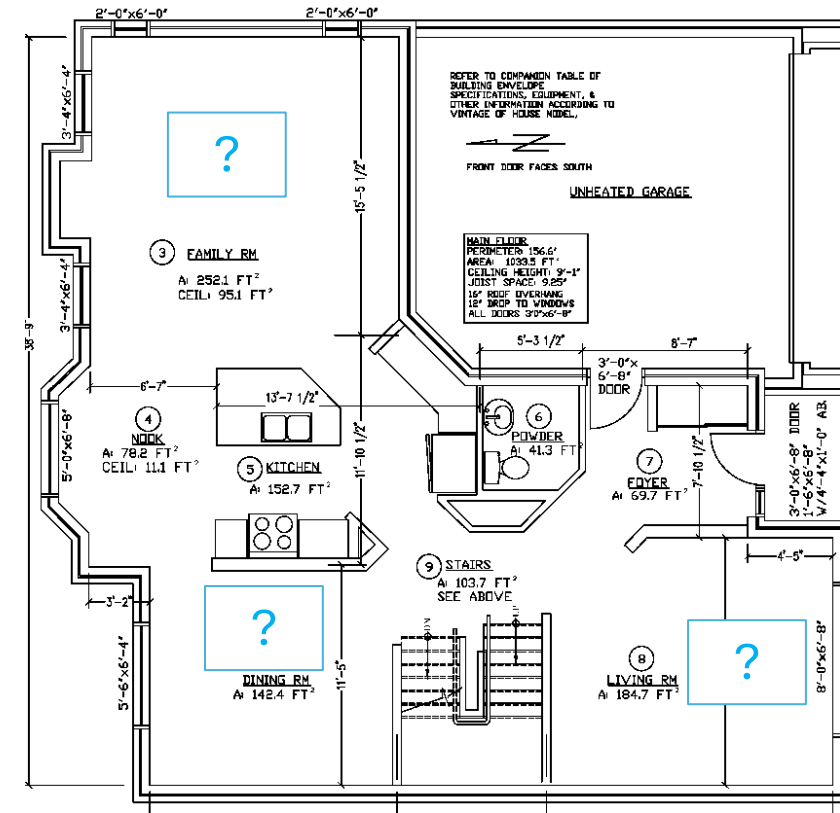 2'-0"x6'-0"
2'-0"x6'-0"
3'-4"x6'-4"
?
REFER TO COMPANION TABLE OF
BUILDING ENVELOPE
SPECIFICATIONS, EQUIPMENT, &
OTHER INFORMATION ACCORDING TO
VINTAGE OF HOUSE MODEL.
FRONT DOOR FACES SOUTH
UNHEATED GARAGE
15'-5 1/2"
3 FAMILY RM
A: 252.1 FT²
CEIL: 95.1 FT²
MAIN FLOOR
PERIMETER: 156.6'
AREA: 1033.5 FT²
CEILING HEIGHT: 9'-1"
JOIST SPACE: 9.25"
16" ROOF OVERHANG
12" DROP TO WINDOWS
ALL DOORS 3'0"x6'-8"
3'-4"x6'-4"
38'-9"
5'-3 1/2"
8'-7"
3'-0"x
6'-8"
DOOR
6'-7"
13'-7 1/2"
4
NOOK
A: 78.2 FT²
CEIL: 11.1 FT²
5'-0"x6'-8"
5 KITCHEN
A: 152.7 FT²
11'-10 1/2"
6
POWDER
A: 41.3 FT²
7
FOYER
A: 69.7 FT²
7'-10 1/2"
3'-0"x6'-8" DOOR
1'-6"x6'-8"
W/4'-4"x1'-0" AB.
4'-5"
9 STAIRS
A: 103.7 FT²
SEE ABOVE
3'-2"
?
DINING RM
A: 142.4 FT²
11'-5"
5'-6"x6'-4"
8
LIVING RM
A: 184.7 FT²
?
8'-0"x6'-8"